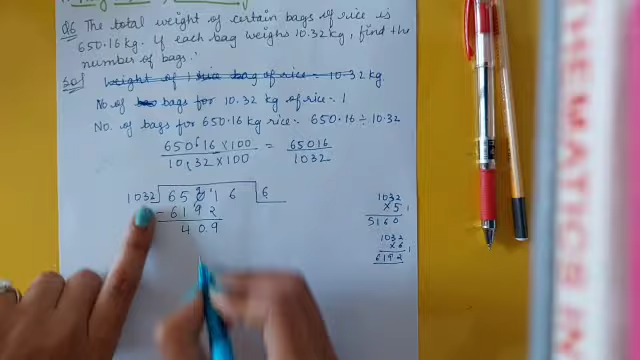 Q6 The total weight of certain bags of rice is
650.16 kg. If each bag weighs 10.32 kg, find the
number of bags.
Sol Weight of 1 rice bag of rice = 10.32 kg
No of bags for 10.32 kg of rice = 1
No. of bags for 650.16 kg rice = 650.16 ÷ 10.32
650.16 × 100 = 65016
10.32 × 100 1032
1032 65016 6
- 6192
409
1032
×5
5160
1032
×6
6192
THE MATHEMATICS IN